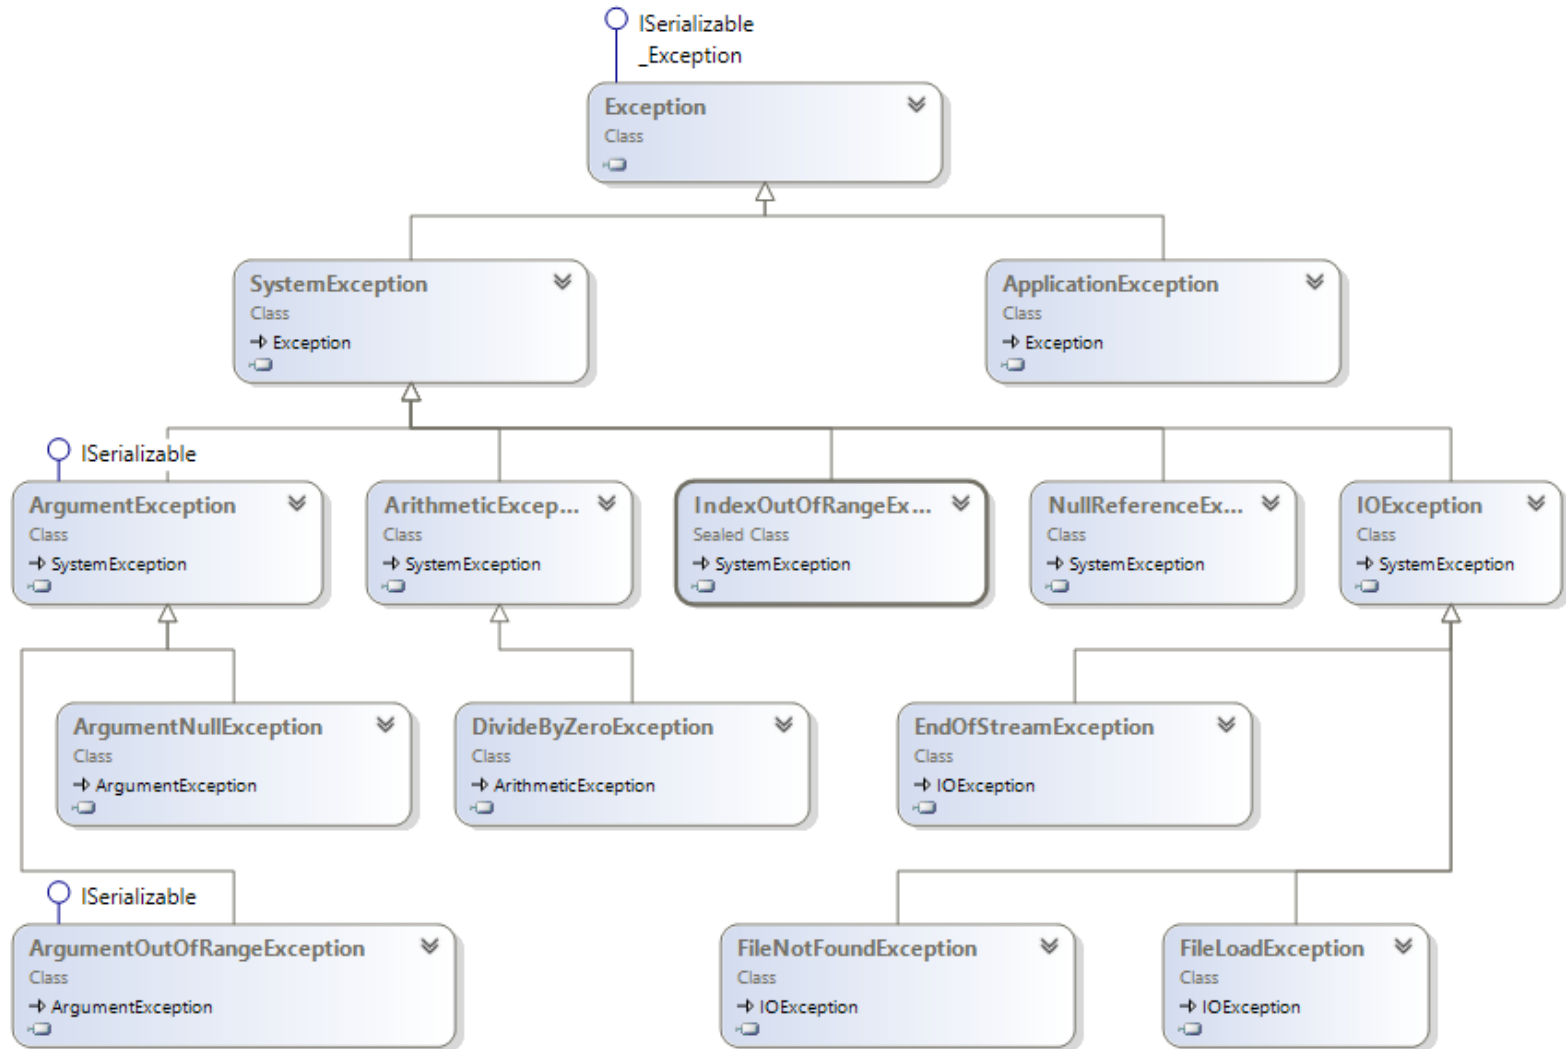 ISerializable
_Exception
Exception
Class
SystemException
Class
Exception
ApplicationException
Class
Exception
ISerializable
ArgumentException
Class
SystemException
ArithmeticExcep...
Class
SystemException
IndexOutOfRangeEx...
Sealed Class
SystemException
NullReferenceEx...
Class
SystemException
IOException
Class
SystemException
ArgumentNullException
Class
ArgumentException
DivideByZeroException
Class
ArithmeticException
EndOfStreamException
Class
IOException
ISerializable
ArgumentOutOfRangeException
Class
ArgumentException
FileNotFoundException
Class
IOException
FileLoadException
Class
IOException